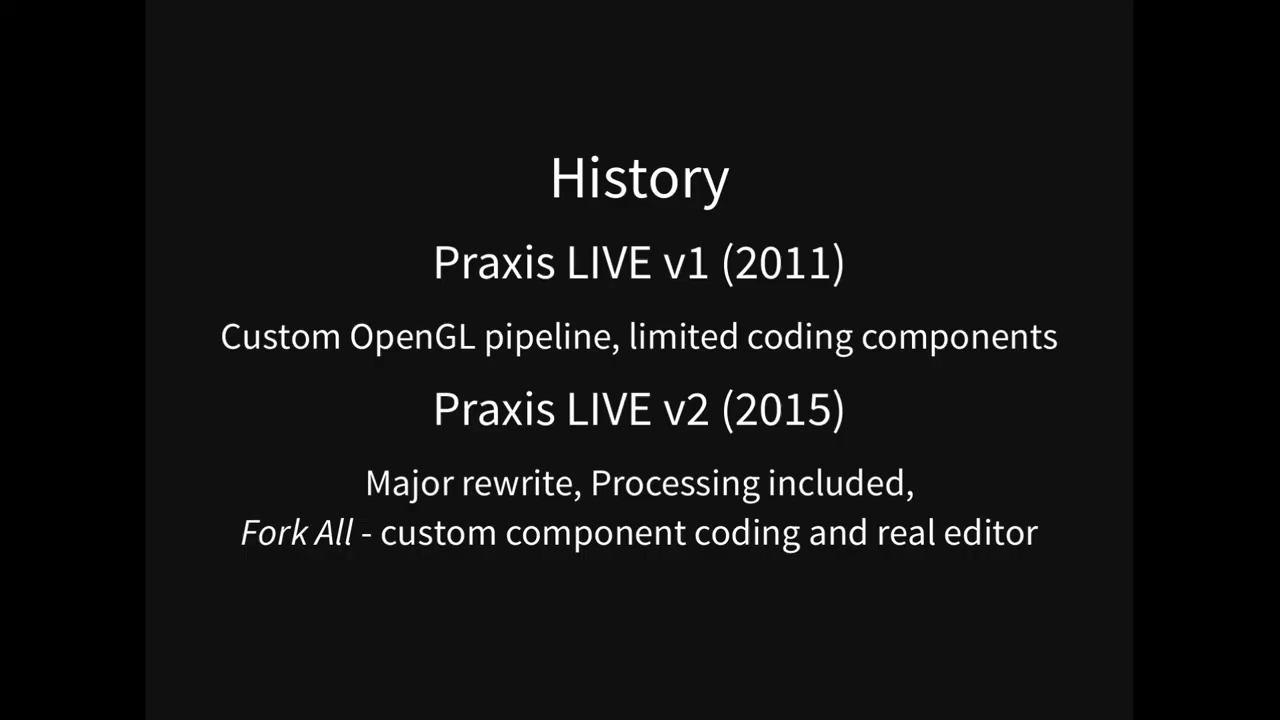 History
Praxis LIVE v1 (2011)
Custom OpenGL pipeline, limited coding components
Praxis LIVE v2 (2015)
Major rewrite, Processing included,
Fork All - custom component coding and real editor